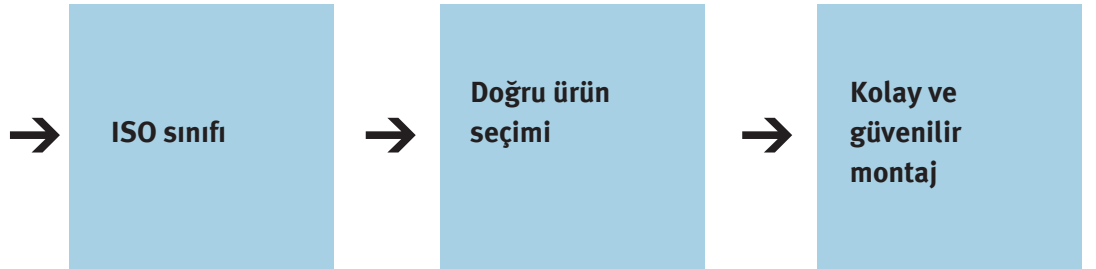 ISO sınıfı
Doğru ürün
seçimi
Kolay ve
güvenilir
montaj